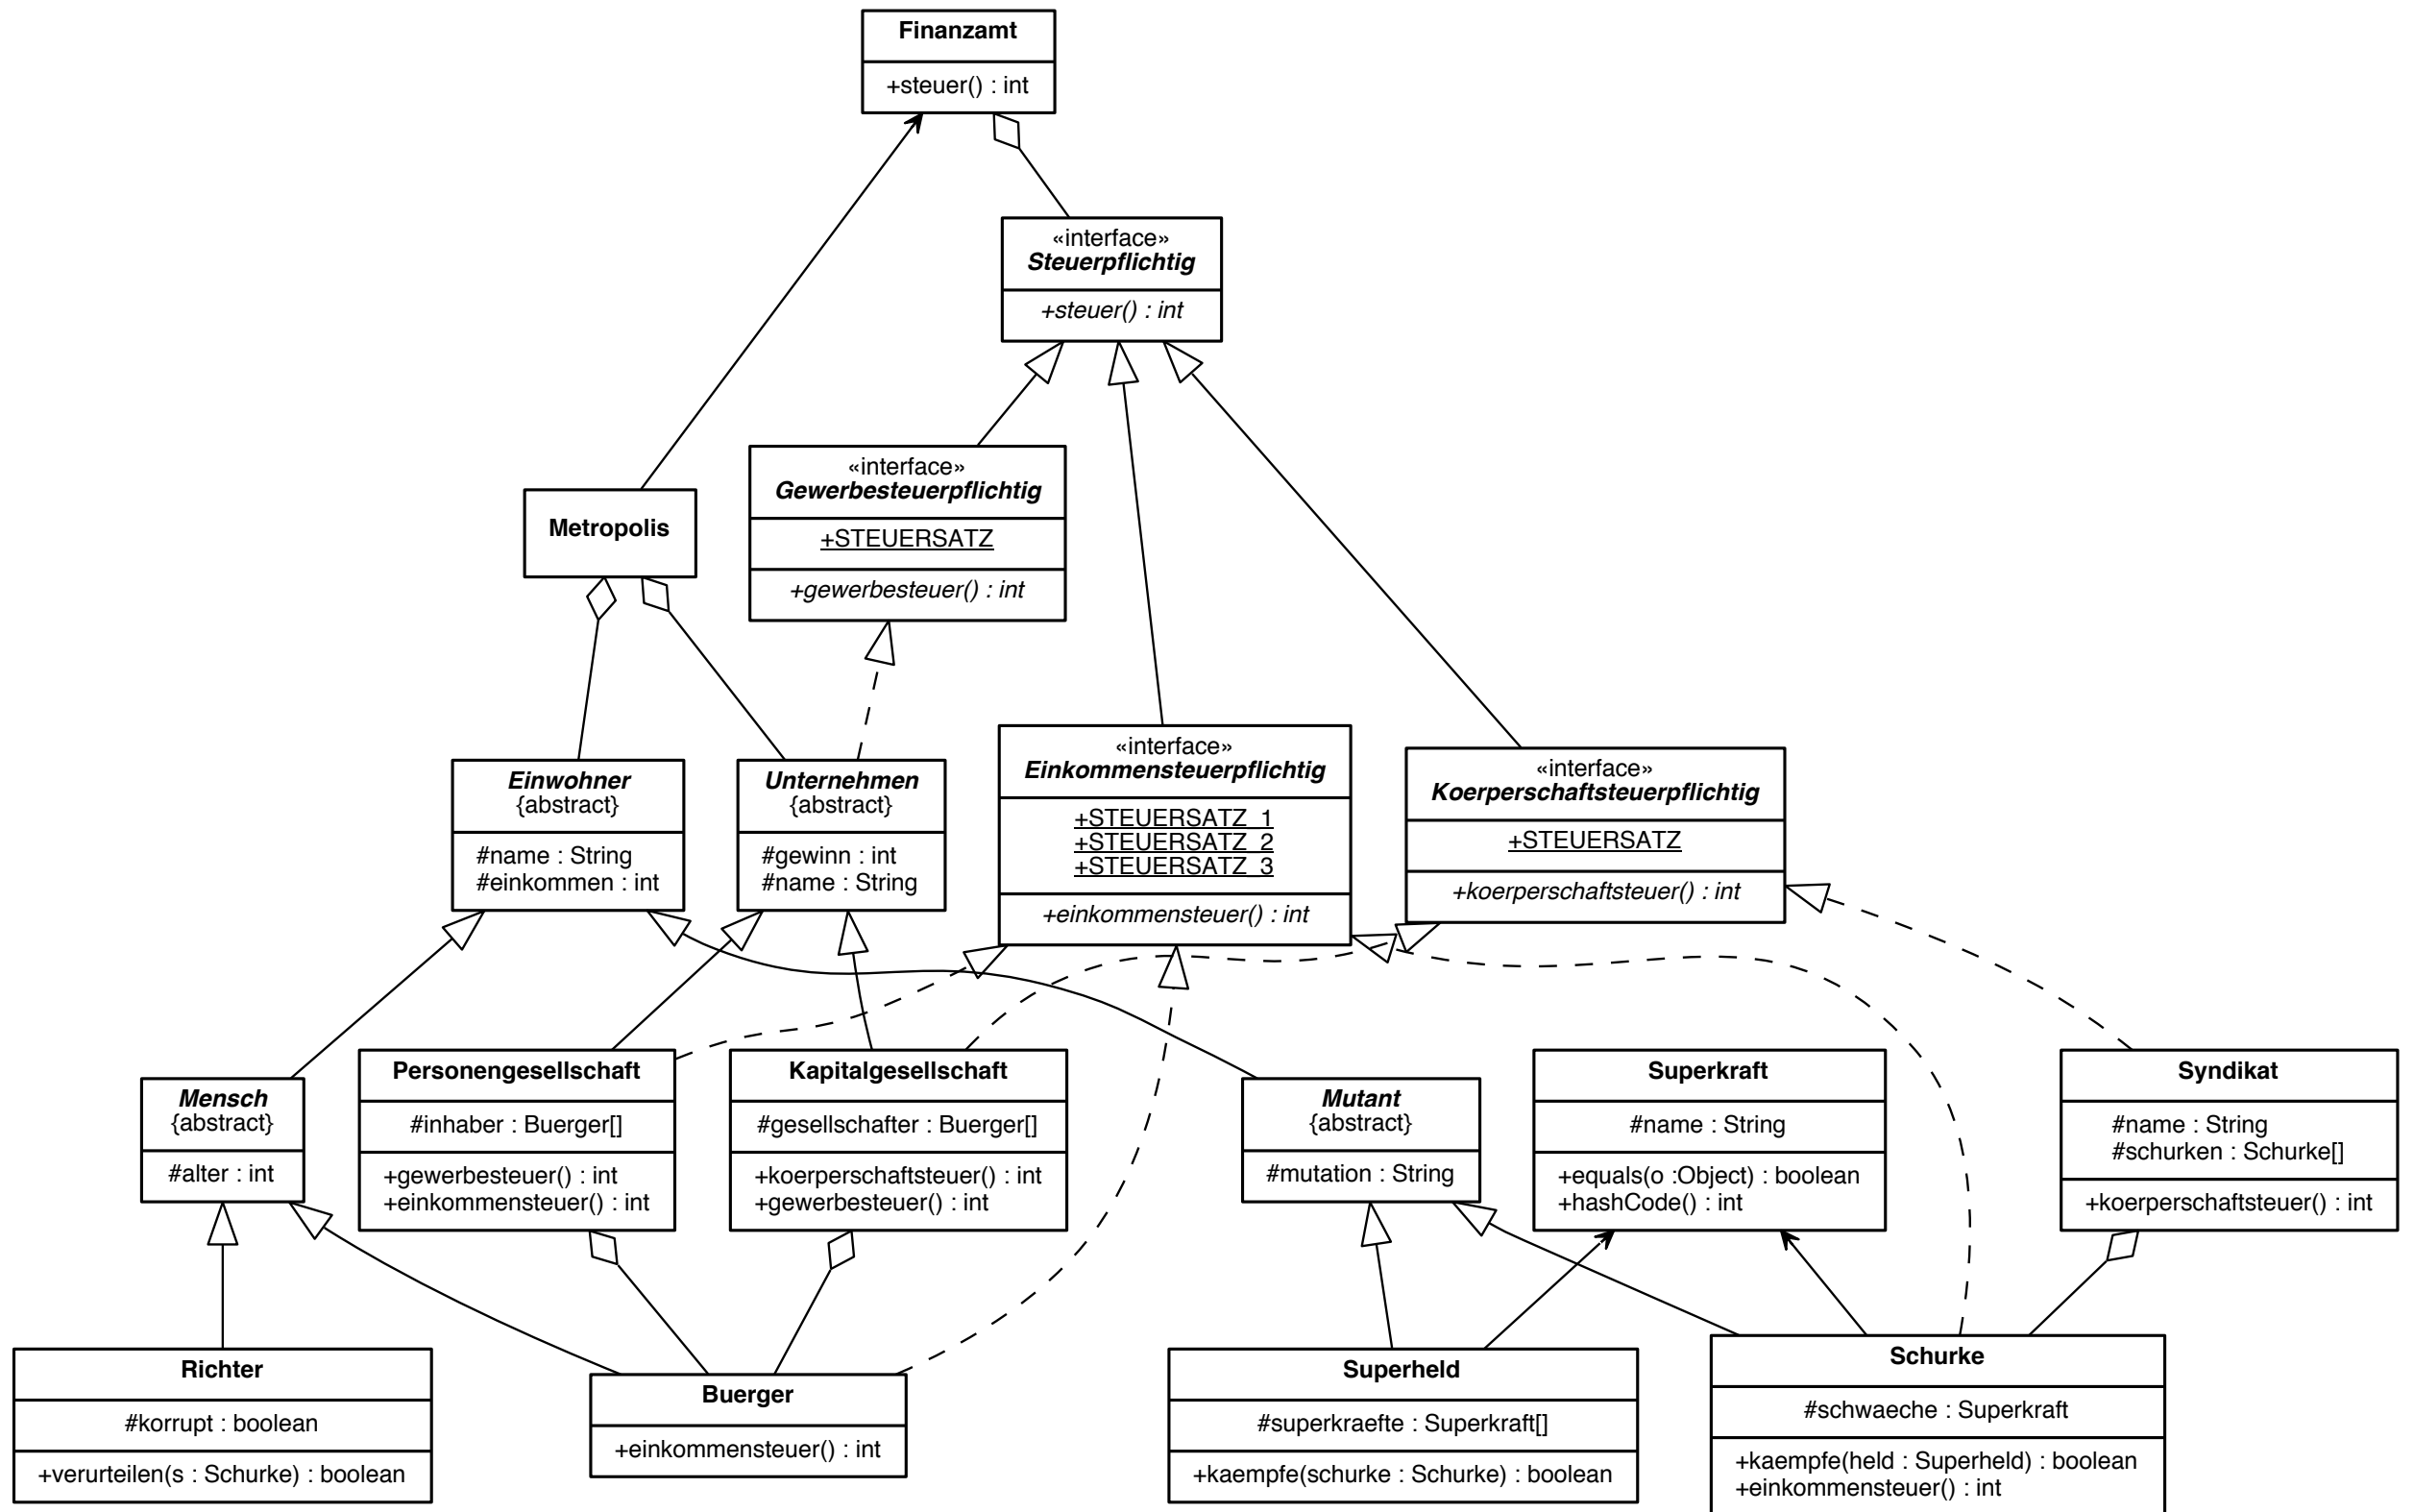 Finanzamt
+steuer() : int
«interface»
Steuerpflichtig
+steuer() : int
Metropolis
«interface»
Gewerbesteuerpflichtig
+STEUERSATZ
+gewerbesteuer() : int
Einwohner
{abstract}
#name : String
#einkommen : int
Unternehmen
{abstract}
#gewinn : int
#name : String
«interface»
Einkommensteuerpflichtig
+STEUERSATZ_1
+STEUERSATZ_2
+STEUERSATZ_3
+einkommensteuer() : int
«interface»
Koerperschaftsteuerpflichtig
+STEUERSATZ
+koerperschaftsteuer() : int
Mensch
{abstract}
#alter : int
Personengesellschaft
#inhaber : Buerger[]
+gewerbesteuer() : int
+einkommensteuer() : int
Kapitalgesellschaft
#gesellschafter : Buerger[]
+koerperschaftsteuer() : int
+gewerbesteuer() : int
Mutant
{abstract}
#mutation : String
Superkraft
#name : String
+equals(o :Object) : boolean
+hashCode() : int
Syndikat
#name : String
#schurken : Schurke[]
+koerperschaftsteuer() : int
Richter
#korrupt : boolean
+verurteilen(s : Schurke) : boolean
Buerger
+einkommensteuer() : int
Superheld
#superkraefte : Superkraft[]
+kaempfe(schurke : Schurke) : boolean
Schurke
#schwaeche : Superkraft
+kaempfe(held : Superheld) : boolean
+einkommensteuer() : int